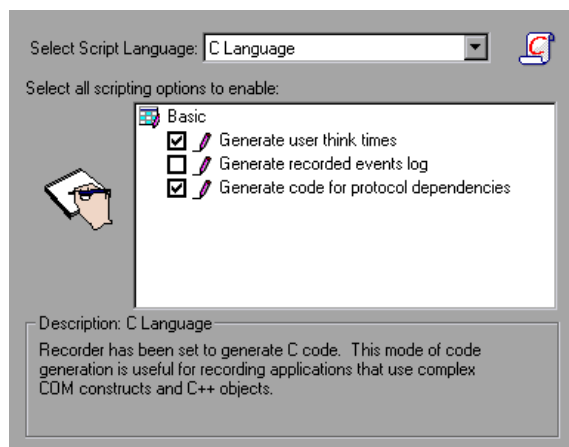 Select Script Language: C Language
Select all scripting options to enable:
Basic
Generate user think times
Generate recorded events log
Generate code for protocol dependencies
Description: C Language
Recorder has been set to generate C code. This mode of code
generation is useful for recording applications that use complex
COM constructs and C++ objects.